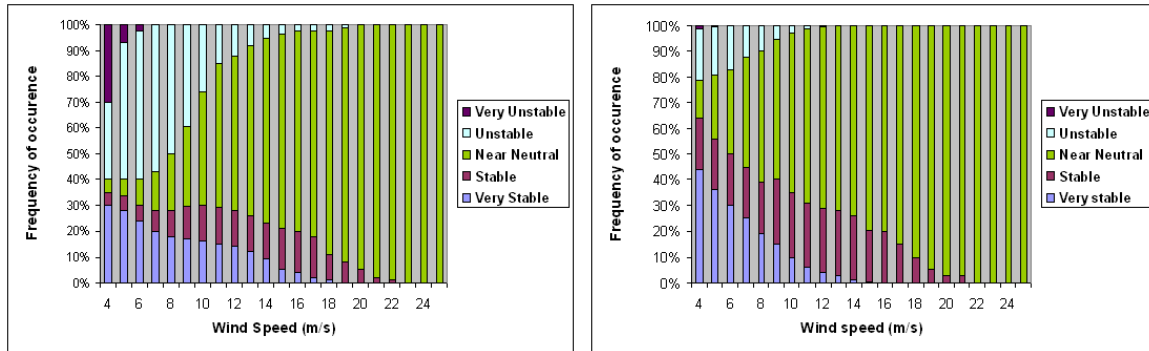 100%
90%
80%
70%
60%
50%
40%
30%
20%
10%
0%
Frequency of occurence
4 6 8 10 12 14 16 18 20 22 24
Wind Speed (m/s)
Very Unstable
Unstable
Near Neutral
Stable
Very Stable
100%
90%
80%
70%
60%
50%
40%
30%
20%
10%
0%
Frequency of occurence
4 6 8 10 12 14 16 18 20 22 24
Wind speed (m/s)
Very Unstable
Unstable
Near Neutral
Stable
Very stable